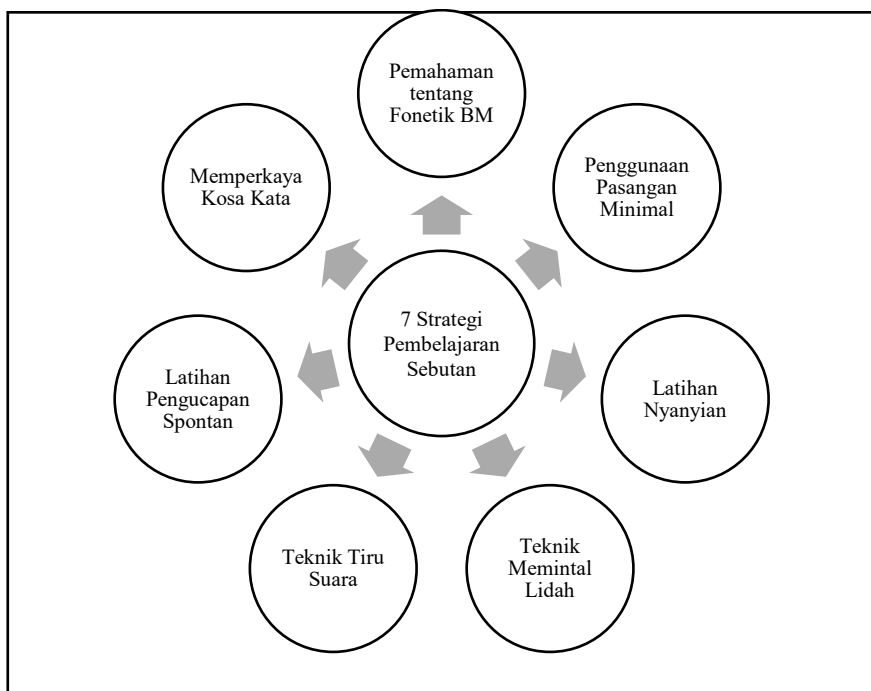 Pemahaman
tentang
Fonetik BM
Penggunaan
Pasangan
Minimal
Latihan
Nyanyian
Teknik
Memintal
Lidah
Teknik Tiru
Suara
Latihan
Pengucapan
Spontan
Memperkaya
Kosa Kata
7 Strategi
Pembelajaran
Sebutan